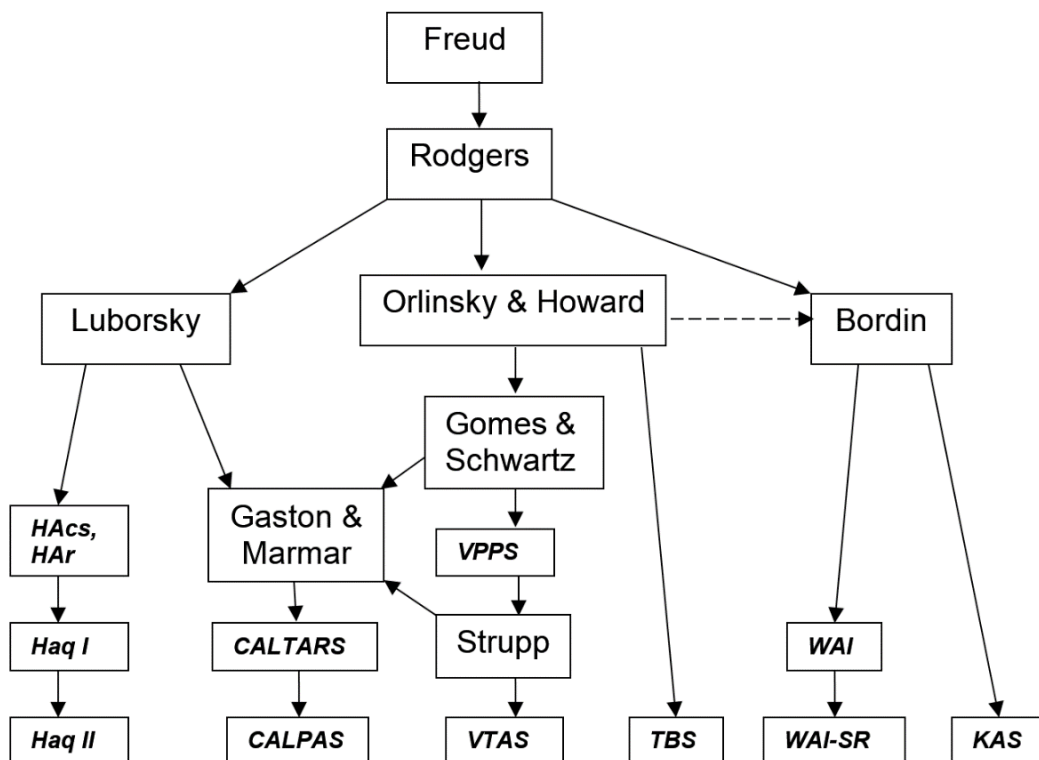 Freud
Rodgers
Orlinsky & Howard
Luborsky
Bordin
Gomes &
Schwartz
Gaston &
Marmar
HAcs,
HAr
VPPS
Haq I
CALTARS
Strupp
WAI
Haq II
CALPAS
VTAS
TBS
WAI-SR
KAS